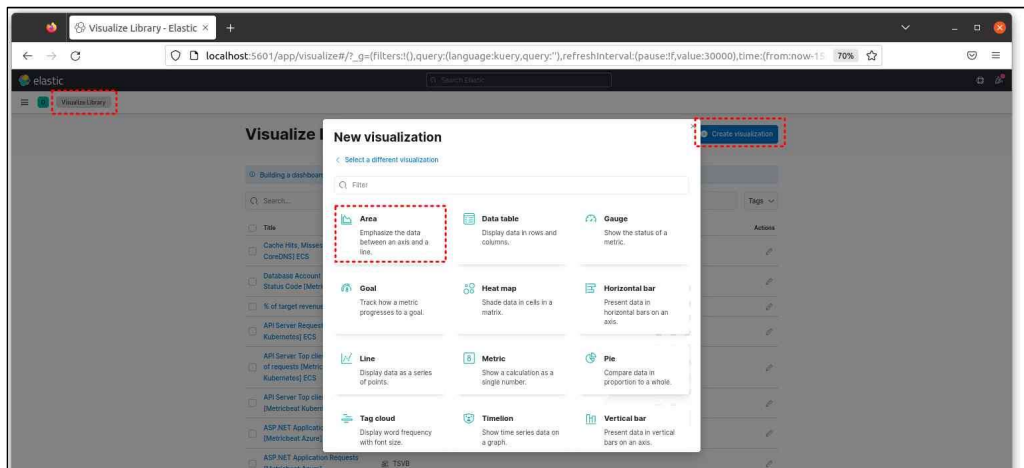 Visualize Library - Elastic × +
localhost:5601/app/visualize#/?_g=(filters:!(),query:(language:kuery,query:''),refreshInterval:(pause:!f,value:30000),time:(from:now-15
70%
elastic
Search Elastic
Visualize Library
Visualize
Create visualization
New visualization
Select a different visualization
Building a dashboard
Filter
Search...
Tags
Title
Actions
Area
Emphasize the data
between an axis and a
line.
Data table
Display data in rows and
columns.
Gauge
Show the status of a
metric.
Goal
Track how a metric
progresses to a goal.
Heat map
Shade data in cells in a
matrix.
Horizontal bar
Present data in
horizontal bars on an
axis.
Line
Display data as a series
of points.
Metric
Show a calculation as a
single number.
Pie
Compare data in
proportion to a whole.
Tag cloud
Display word frequency
with font size.
Timelion
Show time series data on
a graph.
Vertical bar
Present data in vertical
bars on an axis.
Cache Hits, Misses
CoreDNS] ECS
Database Account
Status Code [Metri
% of target revenue
API Server Request
Kubernetes] ECS
API Server Top clie
of requests [Metric
Kubernetes] ECS
API Server Top clie
[Metricbeat Kubern
ASP.NET Applicatio
[Metricbeat Azure]
ASP.NET Application Requests
TSVB